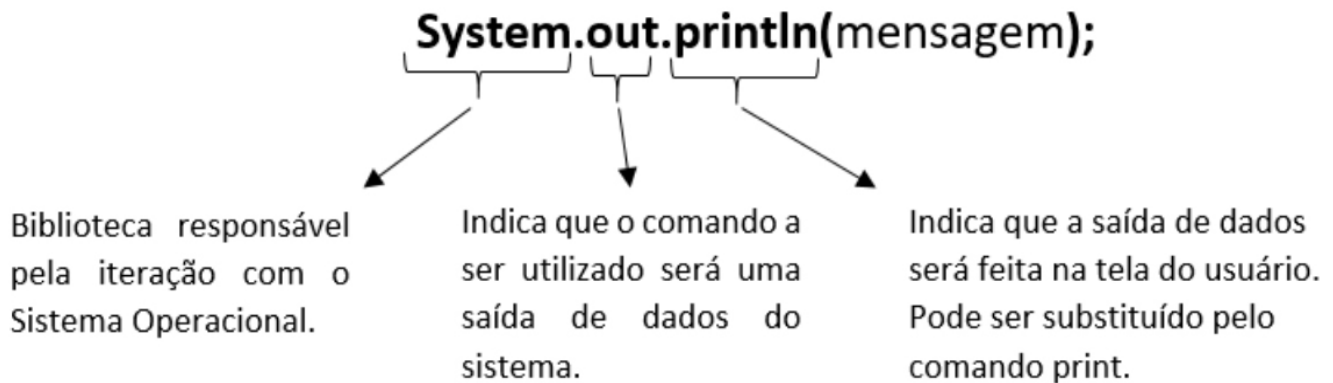 System.out.println(mensagem);
Biblioteca responsável
pela iteração com o
Sistema Operacional.
Indica que o comando a
ser utilizado será uma
saída de dados do
sistema.
Indica que a saída de dados
será feita na tela do usuário.
Pode ser substituído pelo
comando print.